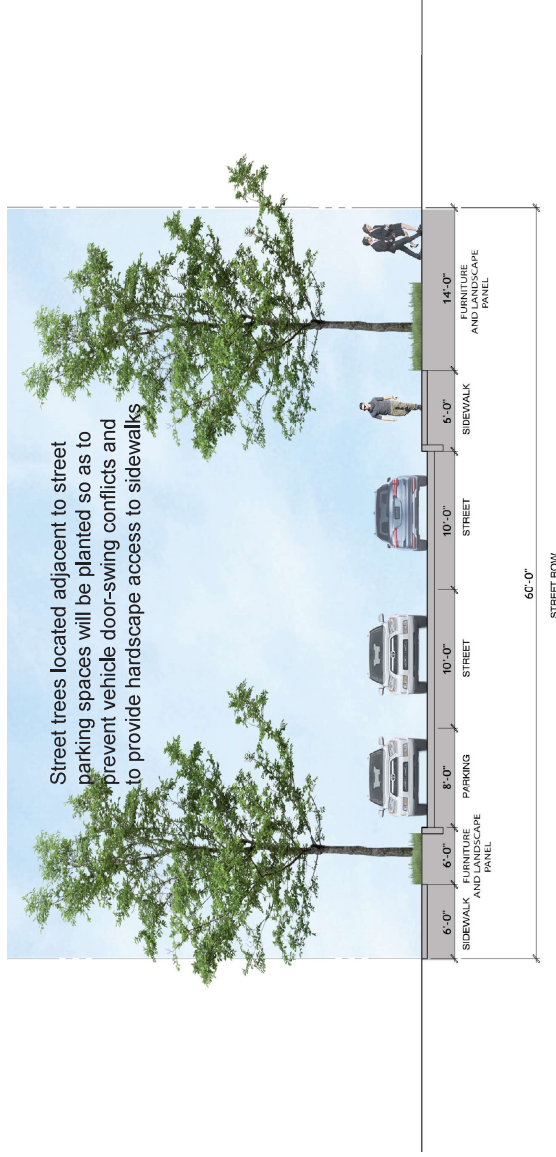 Street trees located adjacent to street
parking spaces will be planted so as to
prevent vehicle door-swing conflicts and
to provide hardscape access to sidewalks
6'-0"
6'-0"
8'-0"
10'-0"
10'-0"
6'-0"
14'-0"
SIDEWALK
FURNITURE
AND LANDSCAPE
PANEL
PARKING
STREET
STREET
SIDEWALK
FURNITURE
AND LANDSCAPE
PANEL
60'-0"
STREET ROW